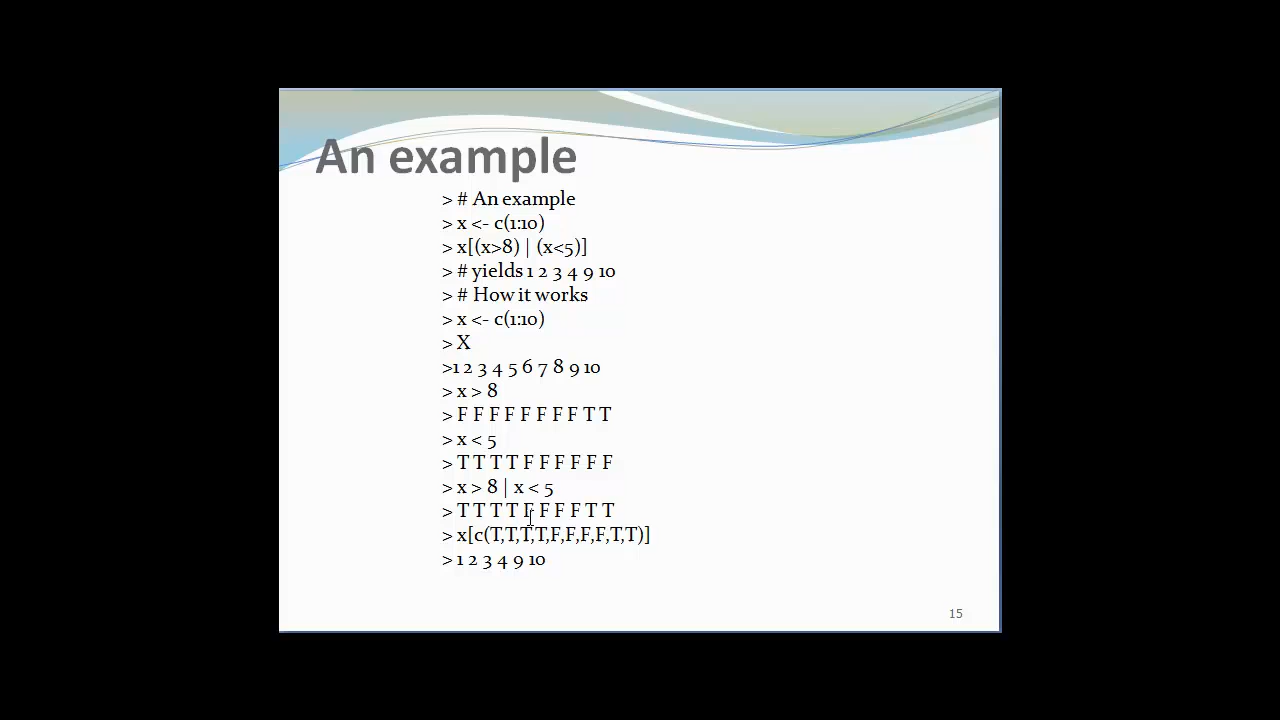 An example
> # An example
> x <- c(1:10)
> x[(x>8) | (x<5)]
> # yields 1 2 3 4 9 10
> # How it works
> x <- c(1:10)
> X
>1 2 3 4 5 6 7 8 9 10
> x > 8
> F F F F F F F F T T
> x < 5
> T T T T F F F F F F
> x > 8 | x < 5
> T T T T F F F F T T
> x[c(T,T,T,T,F,F,F,F,T,T)]
> 1 2 3 4 9 10
15